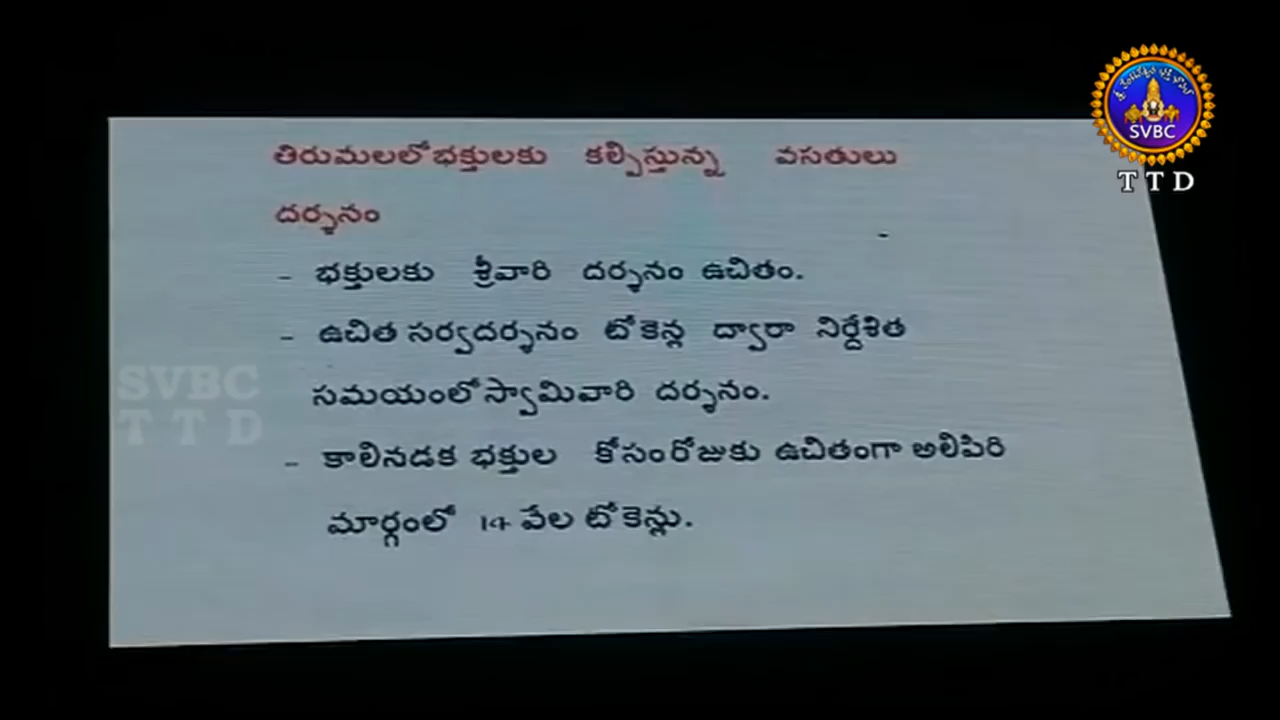 తిరుమలలో భక్తులకు కల్పిస్తున్న వసతులు
దర్శనం
- భక్తులకు శ్రీవారి దర్శనం ఉచితం.
- ఉచిత సర్వదర్శనం టోకెన్ల ద్వారా నిర్దేశిత
సమయంలో స్వామివారి దర్శనం.
- కాలినడక భక్తుల కోసం రోజుకు ఉచితంగా అలిపిరి
మార్గంలో 14 వేల టోకెన్లు.
SVBC
TTD
SVBC
TTD